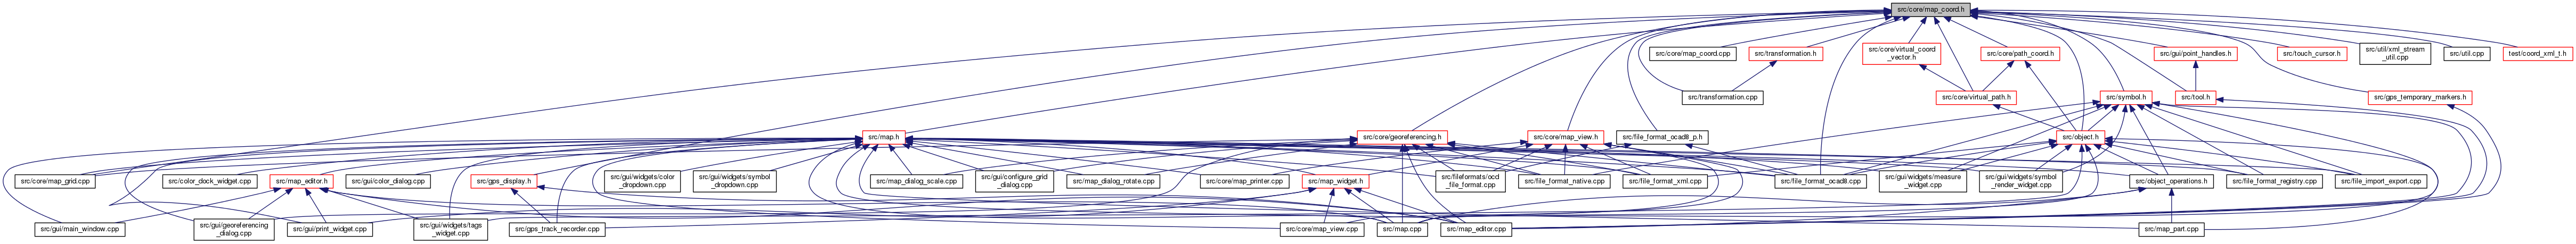 src/core/map_coord.h
src/core/map_coord.cpp
src/transformation.h
src/core/virtual_coord
_vector.h
src/core/path_coord.h
src/gui/point_handles.h
src/touch_cursor.h
src/util/xml_stream
_util.cpp
src/util.cpp
test/coord_xml_t.h
src/transformation.cpp
src/core/virtual_path.h
src/symbol.h
src/tool.h
src/gps_temporary_markers.h
src/map.h
src/core/georeferencing.h
src/core/map_view.h
src/file_format_ocad8_p.h
src/object.h
src/core/map_grid.cpp
src/color_dock_widget.cpp
src/map_editor.h
src/gui/color_dialog.cpp
src/gps_display.h
src/gui/widgets/color
_dropdown.cpp
src/gui/widgets/symbol
_dropdown.cpp
src/map_dialog_scale.cpp
src/gui/configure_grid
_dialog.cpp
src/map_dialog_rotate.cpp
src/core/map_printer.cpp
src/map_widget.h
src/fileformats/ocd
_file_format.cpp
src/file_format_native.cpp
src/file_format_xml.cpp
src/file_format_ocad8.cpp
src/gui/widgets/measure
_widget.cpp
src/gui/widgets/symbol
_render_widget.cpp
src/object_operations.h
src/file_format_registry.cpp
src/file_import_export.cpp
src/gui/main_window.cpp
src/gui/georeferencing
_dialog.cpp
src/gui/print_widget.cpp
src/gui/widgets/tags
_widget.cpp
src/gps_track_recorder.cpp
src/core/map_view.cpp
src/map.cpp
src/map_editor.cpp
src/map_part.cpp